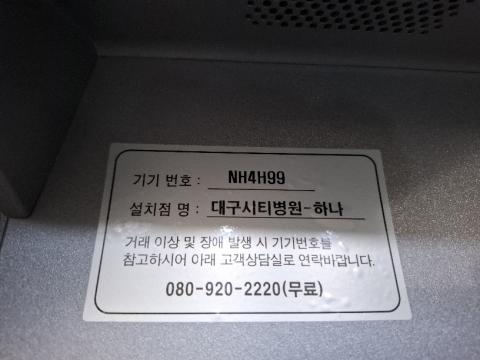 기기 번호 : NH4H99
설치점 명 : 대구시티병원-하나
거래 이상 및 장애 발생 시 기기번호를
참고하시어 아래 고객상담실로 연락바랍니다.
080-920-2220(무료)